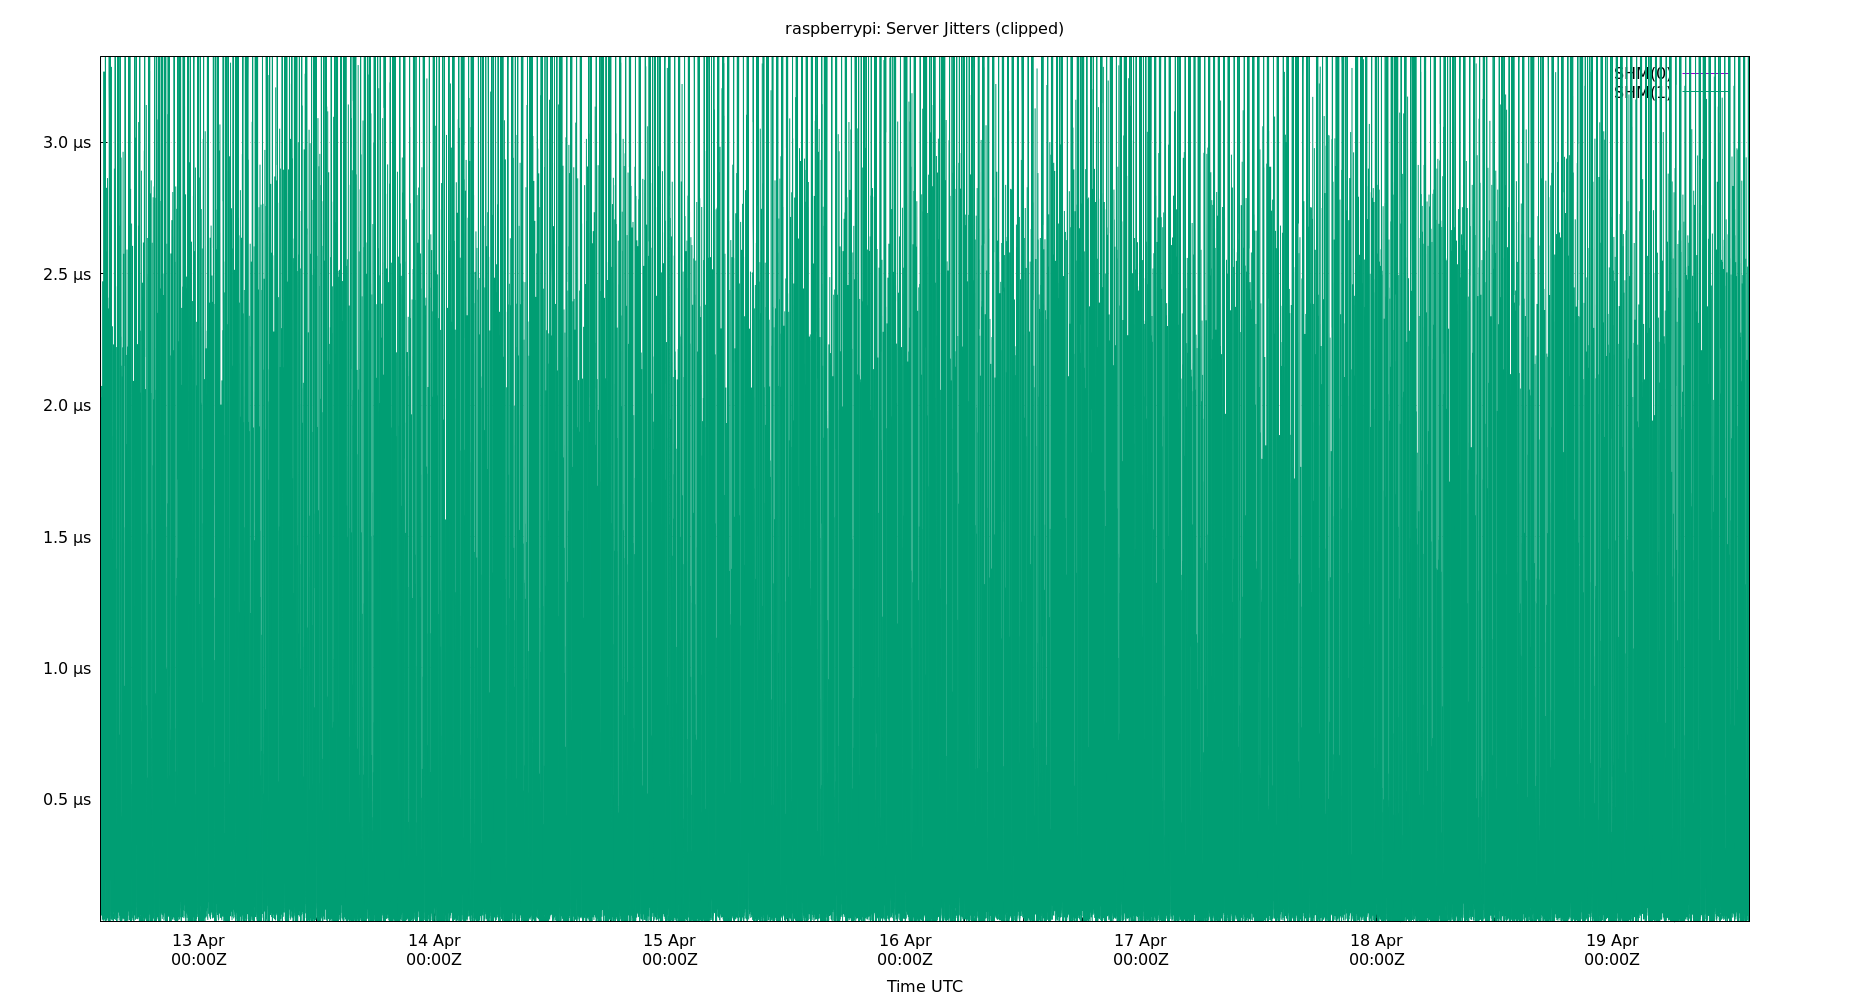 raspberrypi: Server Jitters (clipped)
SHM(0)
SHM(1)
3.0 µs
2.5 µs
2.0 µs
1.5 µs
1.0 µs
0.5 µs
13 Apr 14 Apr 15 Apr 16 Apr 17 Apr 18 Apr 19 Apr
00:00Z 00:00Z 00:00Z 00:00Z 00:00Z 00:00Z 00:00Z
Time UTC